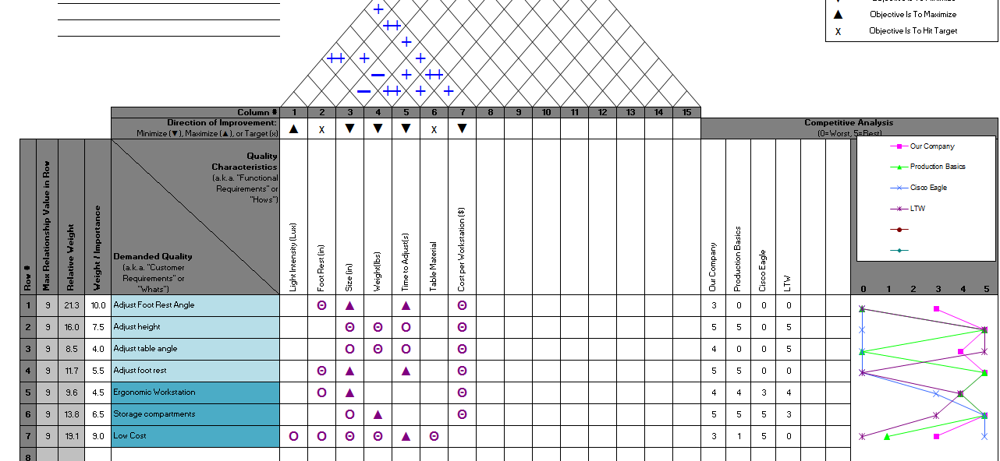 ▲ Objective Is To Maximize
x Objective Is To Hit Target
+
++
+
++ + +
− + ++
− ++ + +
Column # 1 2 3 4 5 6 7 8 9 10 11 12 13 14 15
Direction of Improvement:
Minimize (▼), Maximize (▲), or Target (x)
▲ x ▼ ▼ ▼ x ▼
Competitive Analysis
(0=Worst, 5=Best)
Our Company
Production Basics
Cisco Eagle
LTW
Row #
Max Relationship Value in Row
Relative Weight
Weight / Importance
Quality
Characteristics
(a.k.a. "Functional
Requirements" or
"Hows")
Demanded Quality
(a.k.a. "Customer
Requirements" or
"Whats")
Light Intensity (Lux)
Foot Rest (in)
Size (in)
Weight(lbs)
Time to Adjust(s)
Table Material
Cost per Workstation ($)
Our Company
Production Basics
Cisco Eagle
LTW
0 1 2 3 4 5
1 9 21.3 10.0 Adjust Foot Rest Angle Θ ▲ ▲ Θ 3 0 0 0
2 9 16.0 7.5 Adjust height Θ Θ Ο Θ 5 5 0 5
3 9 8.5 4.0 Adjust table angle Ο Θ Ο Θ 4 0 0 5
4 9 11.7 5.5 Adjust foot rest Θ ▲ ▲ Θ 5 5 0 0
5 9 9.6 4.5 Ergonomic Workstation Ο ▲ Θ 4 4 3 4
6 9 13.8 6.5 Storage compartments Ο ▲ Θ 5 5 5 3
7 9 19.1 9.0 Low Cost Ο Ο Θ Θ ▲ Θ 3 1 5 0
8